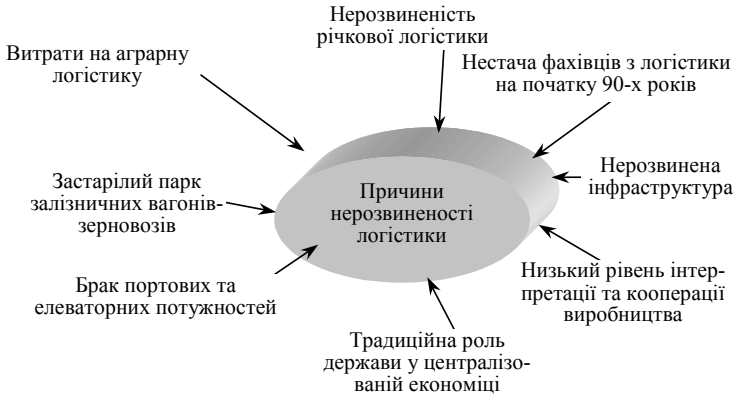 Нерозвиненість
річкової логістики
Витрати на аграрну
логістику
Нестача фахівців з логістики
на початку 90-х років
Нерозвинена
інфраструктура
Застарілий парк
залізничних вагонів-
зерновозів
Причини
нерозвиненості
логістики
Брак портових та
елеваторних потужностей
Низький рівень інтер-
претації та кооперації
виробництва
Традиційна роль
держави у централізо-
ваній економіці